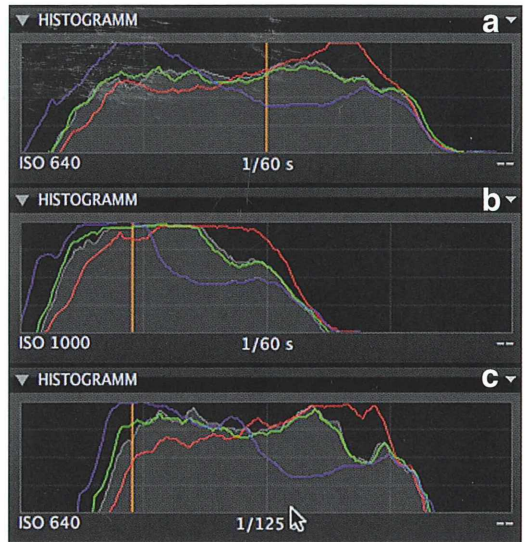 HISTOGRAMM a
ISO 640 1/60 s --
HISTOGRAMM b
ISO 1000 1/60 s --
HISTOGRAMM c
ISO 640 1/125 --